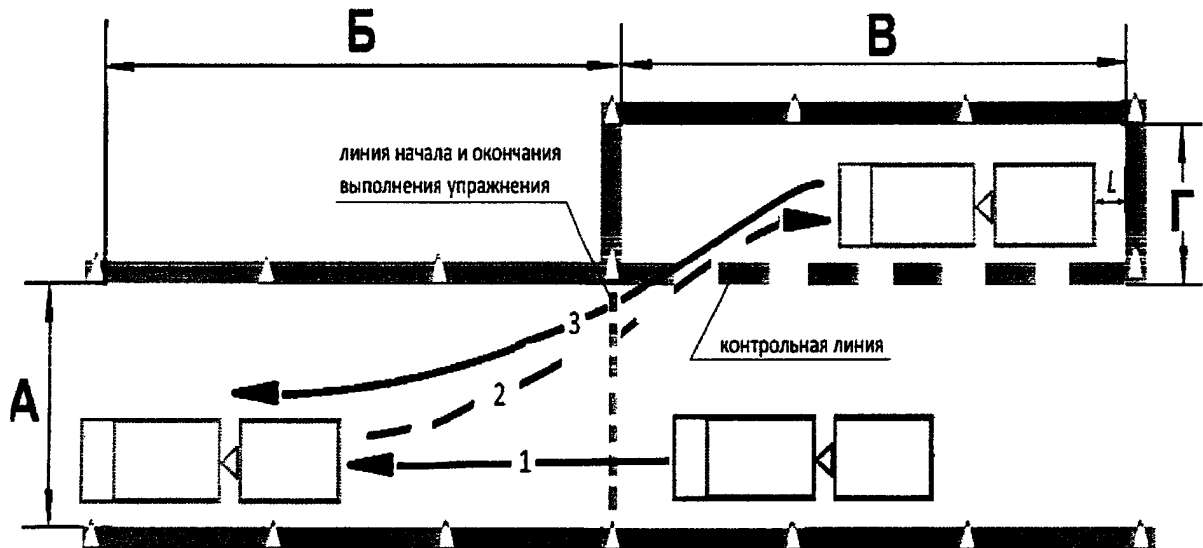 Б
В
линия начала и окончания
выполнения упражнения
L
Г
3
контрольная линия
А
2
1